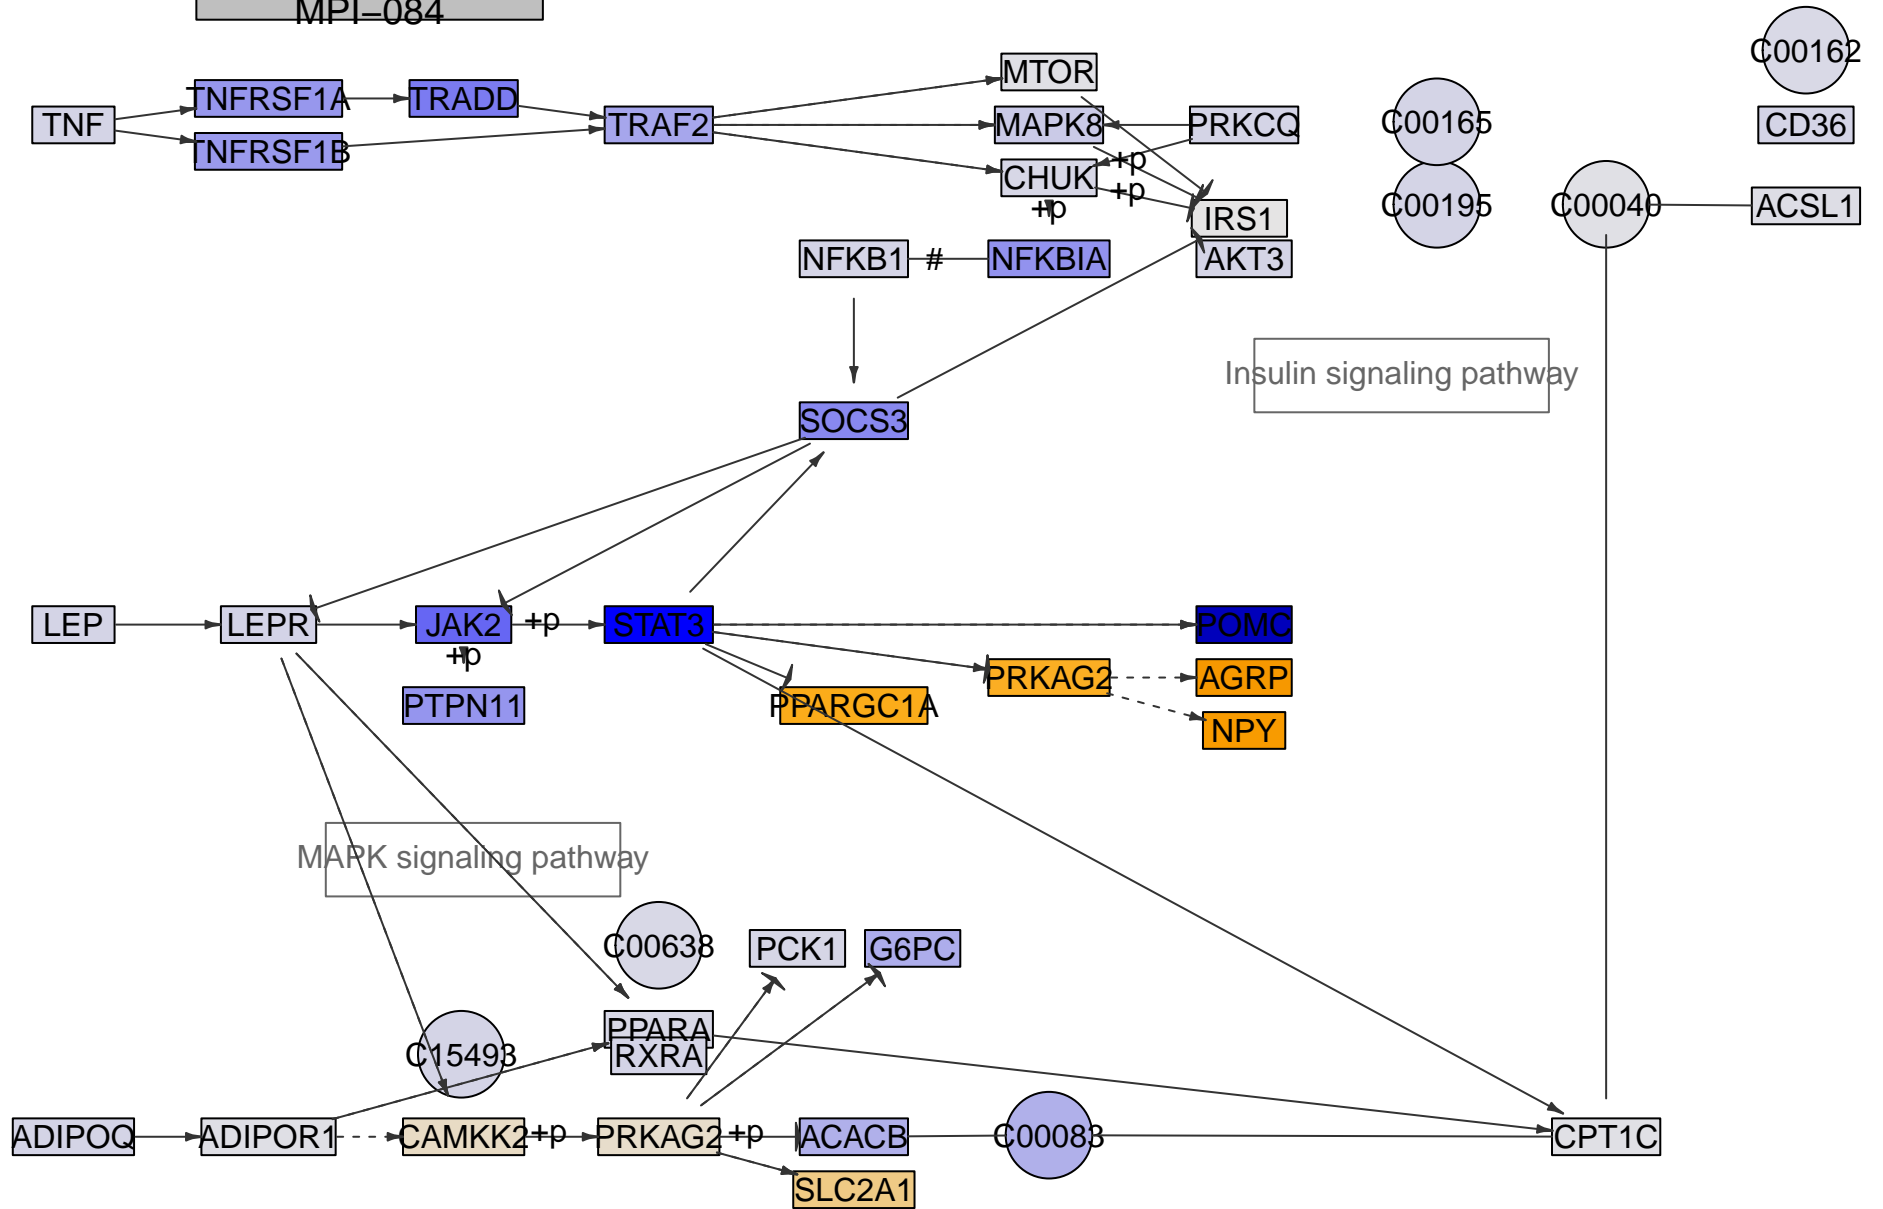 MPI−084
C00162
MTOR
TNFRSF1A
TRADD
TNF
TRAF2
MAPK8
PRKCQ
C00165
CD36
TNFRSF1B
+p
CHUK
+p
+p
IRS1
C00195
C00040
ACSL1
NFKB1
#
NFKBIA
AKT3
Insulin signaling pathway
SOCS3
LEP
LEPR
JAK2
+p
STAT3
POMC
+p
PRKAG2
AGRP
PTPN11
PPARGC1A
NPY
MAPK signaling pathway
C00638
PCK1
G6PC
PPARA
C15493
RXRA
ADIPOQ
ADIPOR1
CAMKK2
+p
PRKAG2
+p
ACACB
C00083
CPT1C
SLC2A1